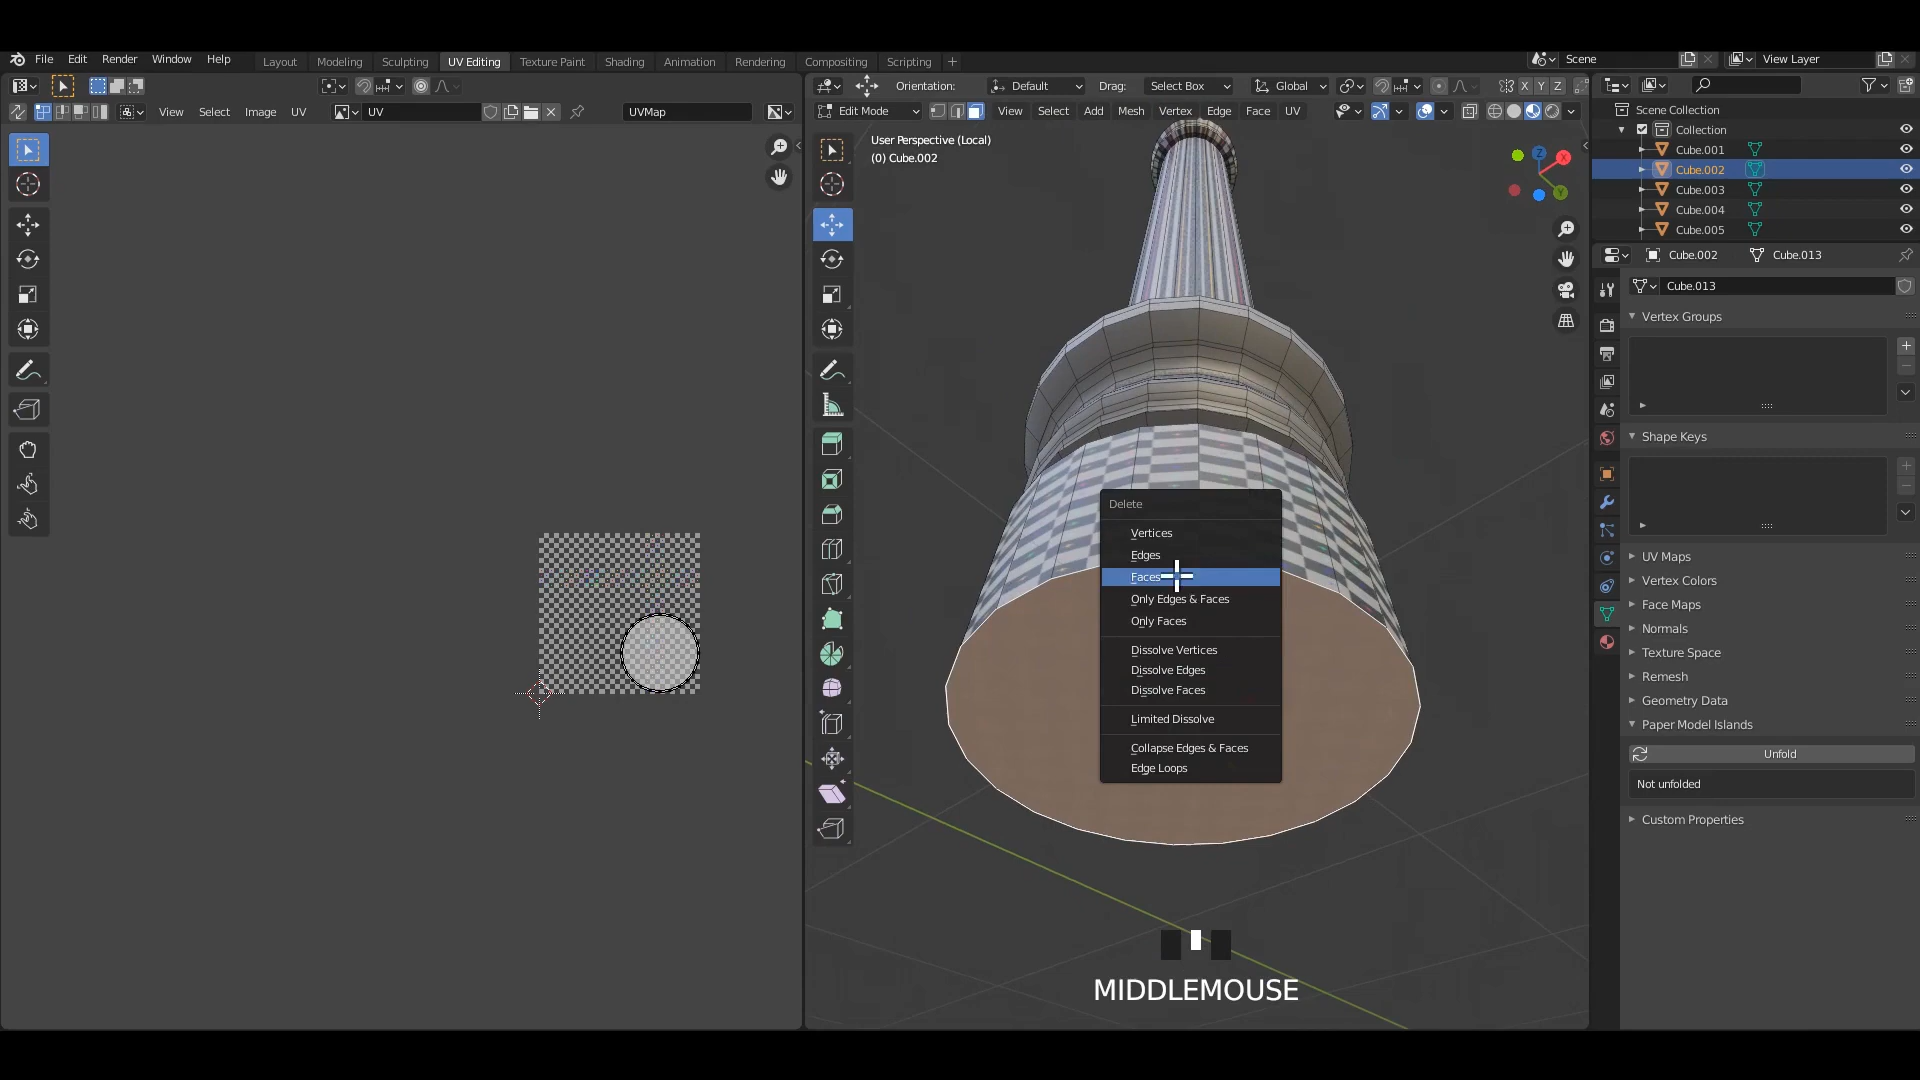 File Edit Render Window Help Layout Modeling Sculpting UV Editing Texture Paint Shading Animation Rendering Compositing Scripting + Scene View Layer
Orientation: Default Drag: Select Box Global X Y Z
View Select Image UV UV UVMap Edit Mode View Select Add Mesh Vertex Edge Face UV
User Perspective (Local)
(0) Cube.002
Z
X
Y
Delete
Vertices
Edges
Faces
Only Edges & Faces
Only Faces
Dissolve Vertices
Dissolve Edges
Dissolve Faces
Limited Dissolve
Collapse Edges & Faces
Edge Loops
MIDDLEMOUSE
Scene Collection
Collection
Cube.001
Cube.002
Cube.003
Cube.004
Cube.005
Cube.002 Cube.013
Cube.013
Vertex Groups
Shape Keys
UV Maps
Vertex Colors
Face Maps
Normals
Texture Space
Remesh
Geometry Data
Paper Model Islands
Unfold
Not unfolded
Custom Properties